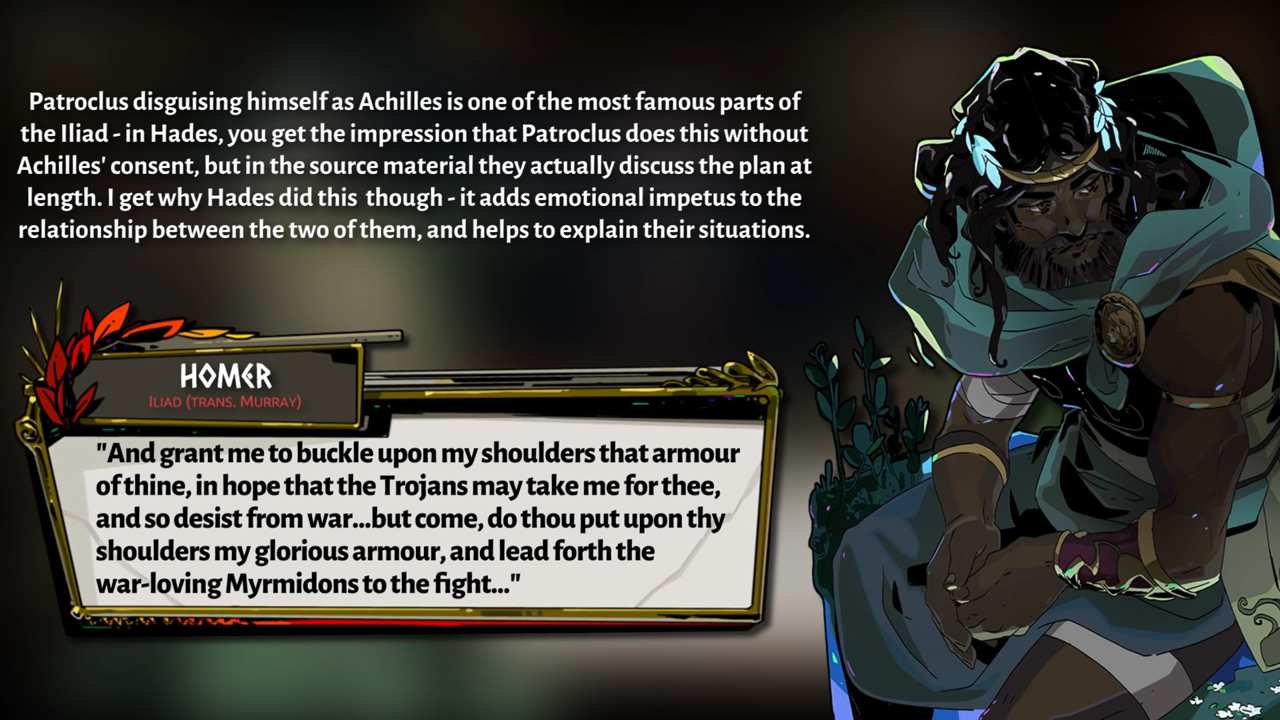 Patroclus disguising himself as Achilles is one of the most famous parts of
the Iliad - in Hades, you get the impression that Patroclus does this without
Achilles' consent, but in the source material they actually discuss the plan at
length. I get why Hades did this  though - it adds emotional impetus to the
relationship between the two of them, and helps to explain their situations.
HOMER
ILIAD (TRANS. MURRAY)
"And grant me to buckle upon my shoulders that armour
of thine, in hope that the Trojans may take me for thee,
and so desist from war...but come, do thou put upon thy
shoulders my glorious armour, and lead forth the
war-loving Myrmidons to the fight..."